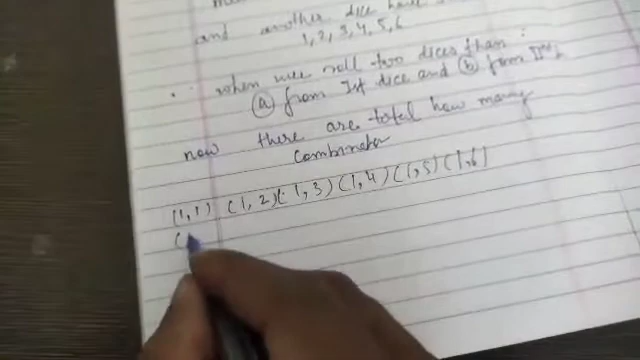 and another dice have
1, 2, 3, 4, 5, 6
∴ when we roll two dices than :
(a) from Ist dice and (b) from IInd
now there are total how many
combinator
(1,1) (1,2) (1,3) (1,4) (1,5) (1,6)
(